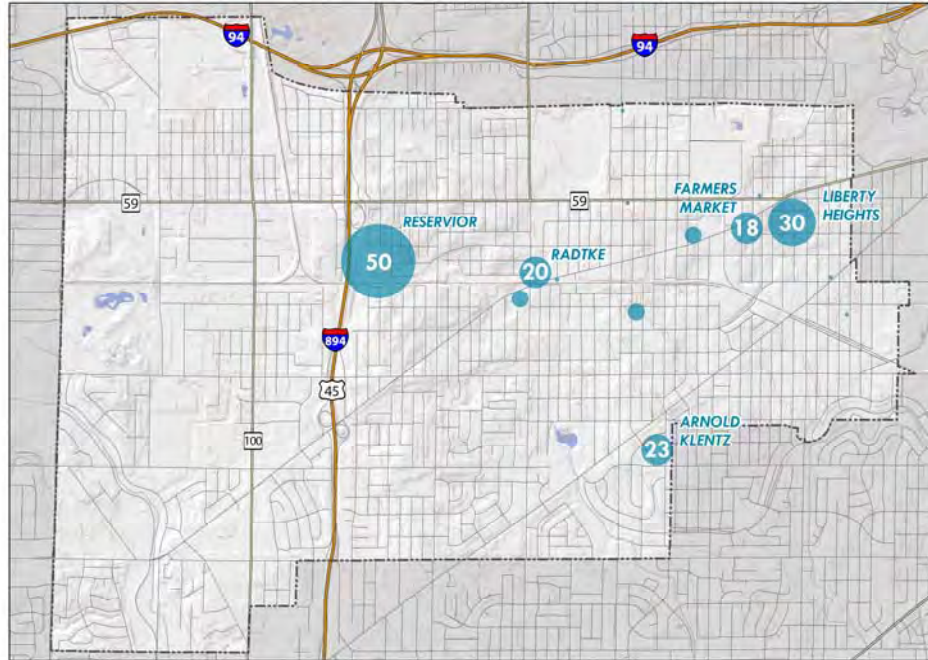 94
94
59
59
FARMERS
MARKET
LIBERTY
HEIGHTS
RESERVIOR
18
30
50
RADTKE
20
894
45
100
ARNOLD
KLENTZ
23